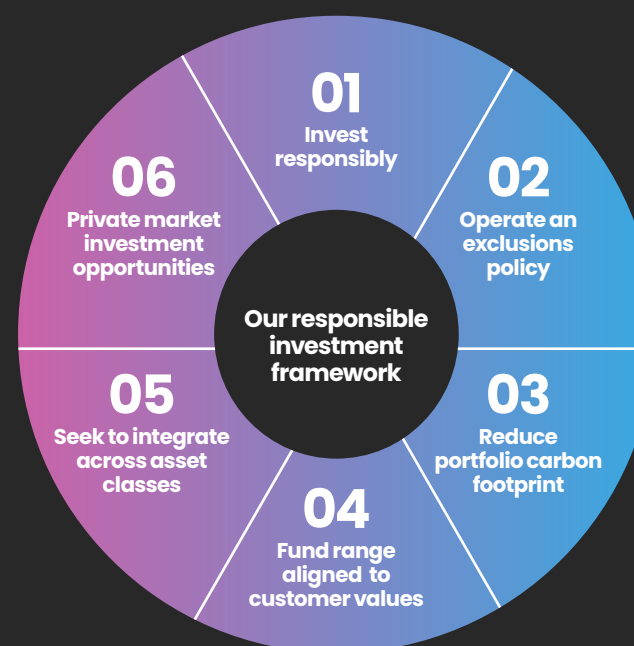 01
Invest
responsibly
02
Operate an
exclusions
policy
03
Reduce
portfolio carbon
footprint
04
Fund range
aligned to
customer values
05
Seek to integrate
across asset
classes
06
Private market
investment
opportunities
Our responsible
investment
framework